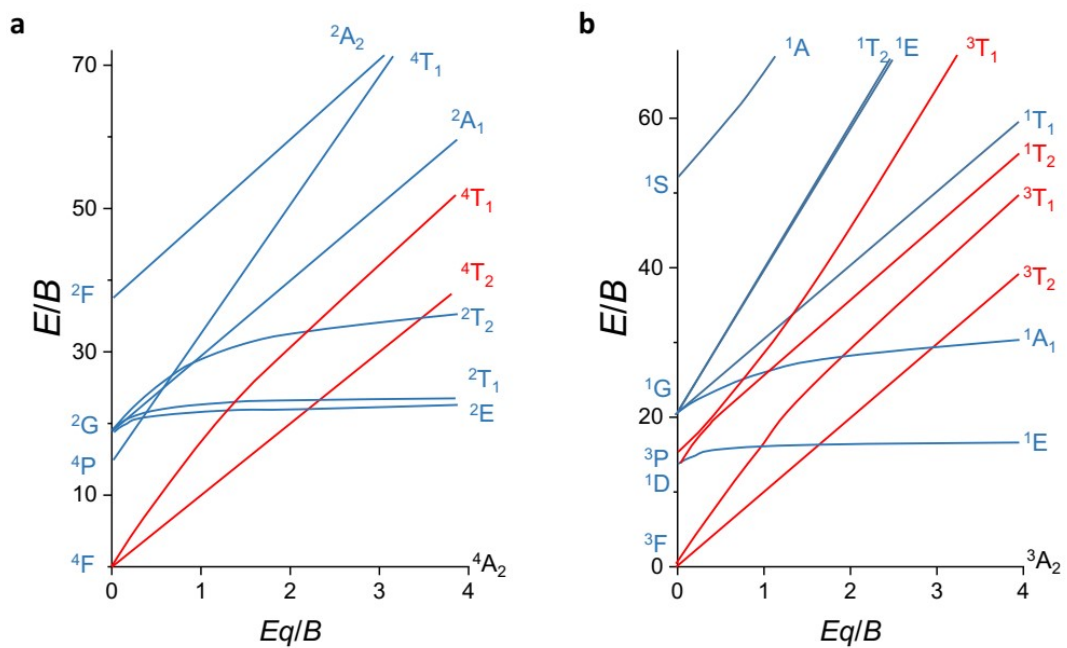 a
70
50
30
10
0
E/B
²F
²G
⁴P
⁴F
²A₂
⁴T₁
²A₁
⁴T₁
⁴T₂
²T₂
²T₁
²E
⁴A₂
0 1 2 3 4
Eq/B
b
60
40
20
0
E/B
¹S
¹G
³P
¹D
³F
¹A
¹T₂ ¹E
³T₁
¹T₁
¹T₂
³T₁
³T₂
¹A₁
¹E
³A₂
0 1 2 3 4
Eq/B